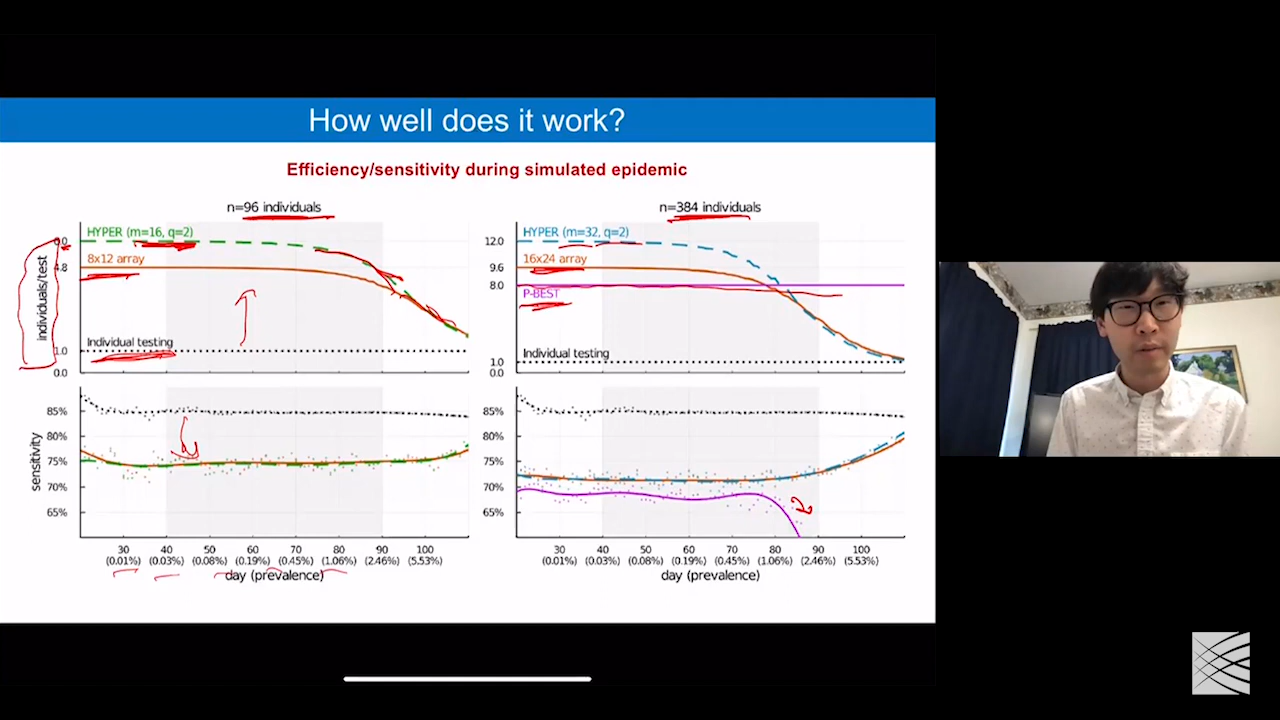 How well does it work?
Efficiency/sensitivity during simulated epidemic
n=96 individuals
individuals/test
HYPER (m=16, q=2)
8x12 array
4.8
Individual testing
1.0
0.0
sensitivity
85%
80%
75%
70%
65%
30 40 50 60 70 80 90 100
(0.01%) (0.03%) (0.08%) (0.19%) (0.45%) (1.06%) (2.46%) (5.53%)
day (prevalence)
n=384 individuals
12.0
HYPER (m=32, q=2)
9.6
16x24 array
8.0
P-BEST
Individual testing
1.0
0.0
85%
80%
75%
70%
65%
30 40 50 60 70 80 90 100
(0.01%) (0.03%) (0.08%) (0.19%) (0.45%) (1.06%) (2.46%) (5.53%)
day (prevalence)